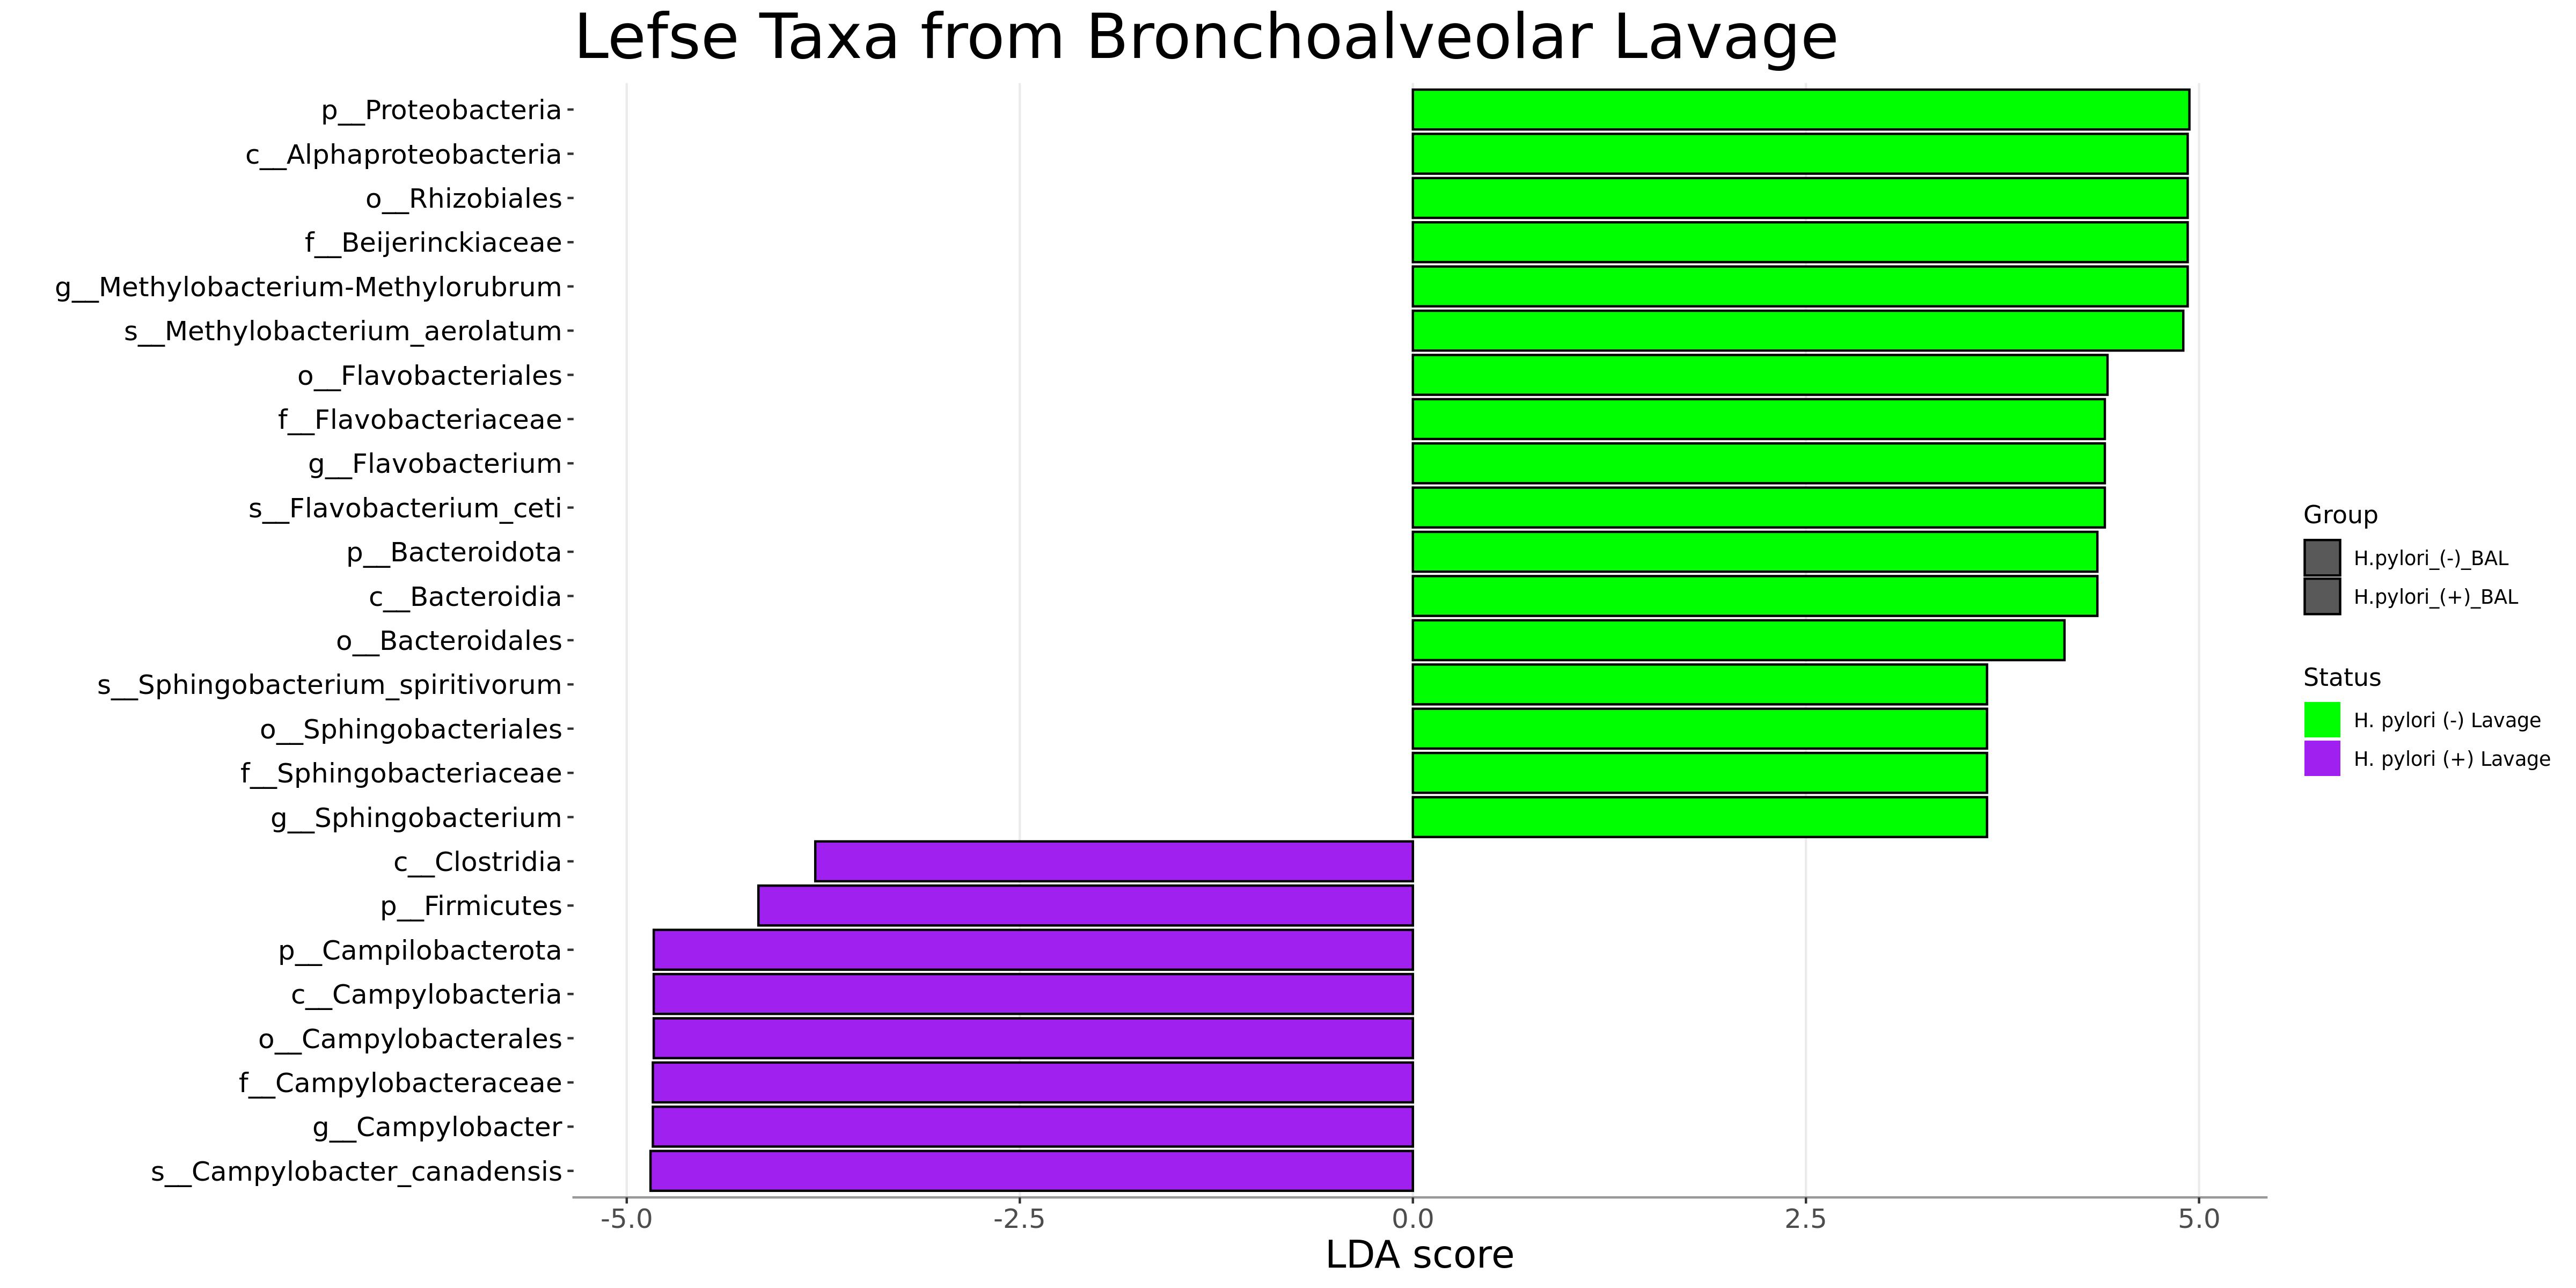 Lefse Taxa from Bronchoalveolar Lavage
p__Proteobacteria
c__Alphaproteobacteria
o__Rhizobiales
f__Beijerinckiaceae
g__Methylobacterium-Methylorubrum
s__Methylobacterium_aerolatum
o__Flavobacteriales
f__Flavobacteriaceae
g__Flavobacterium
s__Flavobacterium_ceti
p__Bacteroidota
c__Bacteroidia
o__Bacteroidales
s__Sphingobacterium_spiritivorum
o__Sphingobacteriales
f__Sphingobacteriaceae
g__Sphingobacterium
c__Clostridia
p__Firmicutes
p__Campilobacterota
c__Campylobacteria
o__Campylobacterales
f__Campylobacteraceae
g__Campylobacter
s__Campylobacter_canadensis
-5.0 -2.5 0.0 2.5 5.0
LDA score
Group
H.pylori_(-)_BAL
H.pylori_(+)_BAL
Status
H. pylori (-) Lavage
H. pylori (+) Lavage